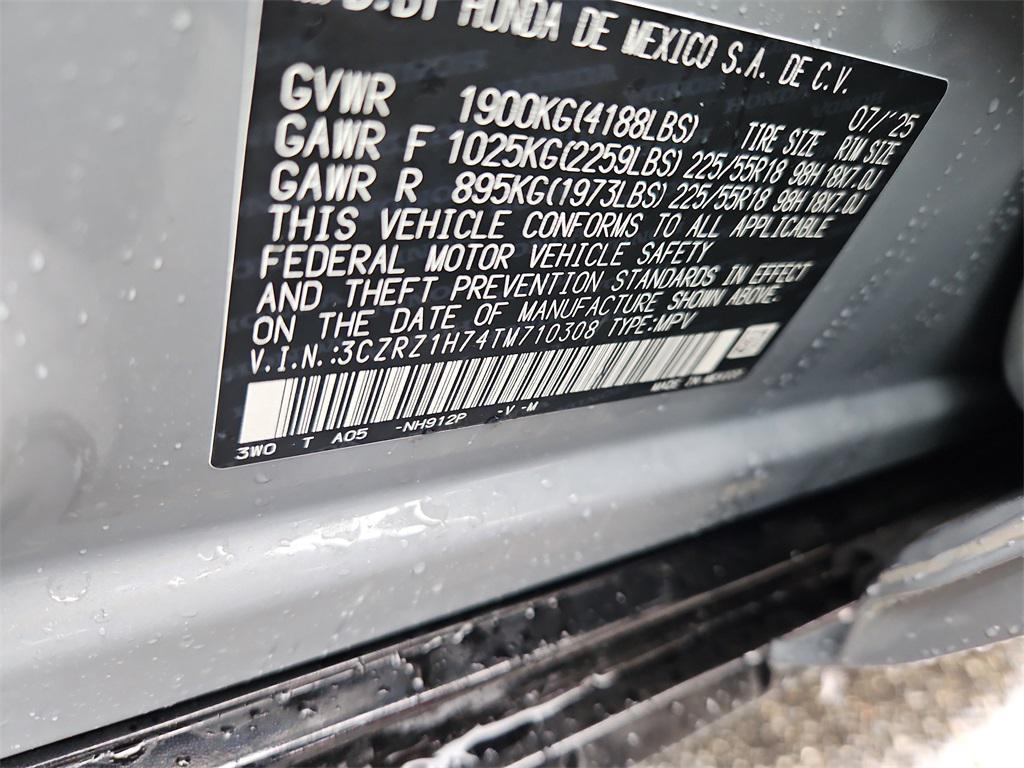 MFD.BY HONDA DE MEXICO S.A. DE C.V.
07/'25
GVWR 1900KG(4188LBS) TIRE SIZE RIM SIZE
GAWR F 1025KG(2259LBS) 225/55R18 98H 18X7.0J
GAWR R 895KG(1973LBS) 225/55R18 98H 18X7.0J
THIS VEHICLE CONFORMS TO ALL APPLICABLE
FEDERAL MOTOR VEHICLE SAFETY
AND THEFT PREVENTION STANDARDS IN EFFECT
ON THE DATE OF MANUFACTURE SHOWN ABOVE.
V.I.N.:3CZRZ1H74TM710308 TYPE:MPV
MADE IN MEXICO
3WO T A05 -NH912P -V -M